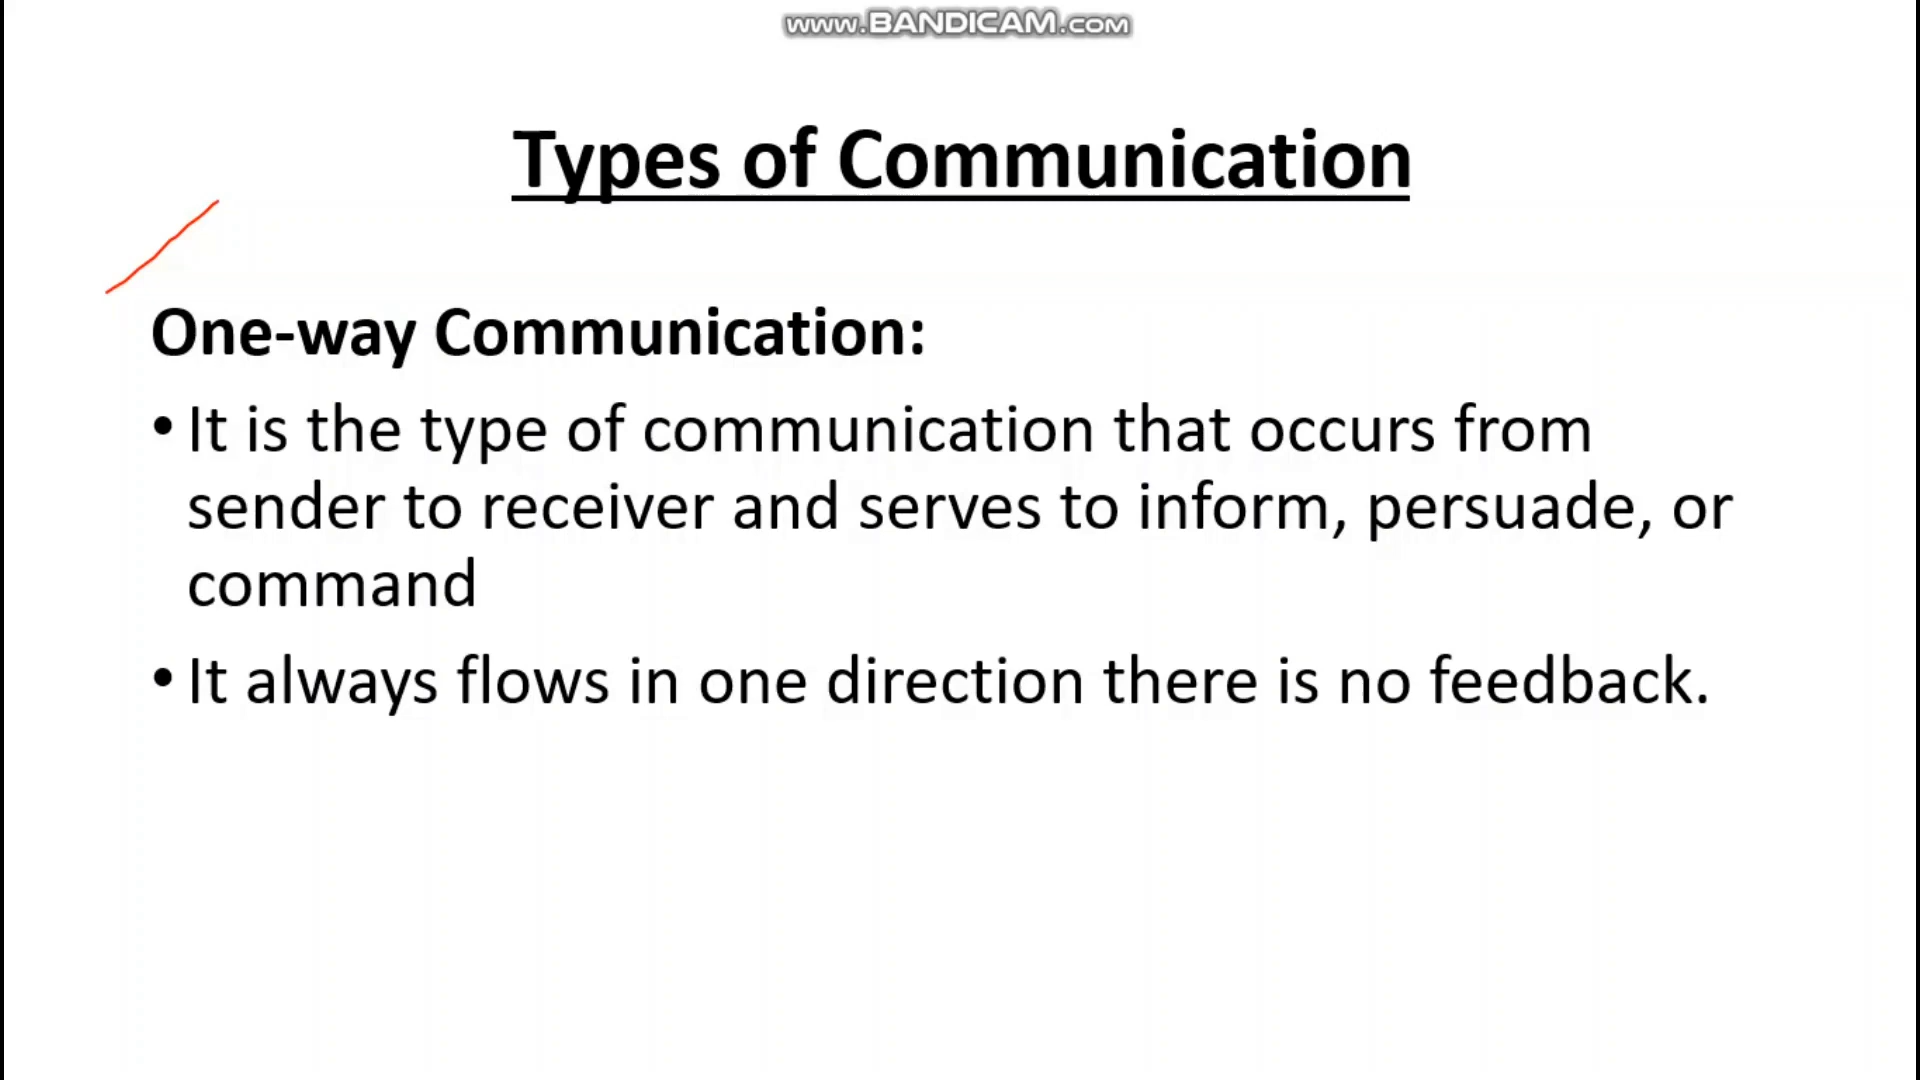 www.BANDICAM.com
Types of Communication
One-way Communication:
• It is the type of communication that occurs from
sender to receiver and serves to inform, persuade, or
command
• It always flows in one direction there is no feedback.